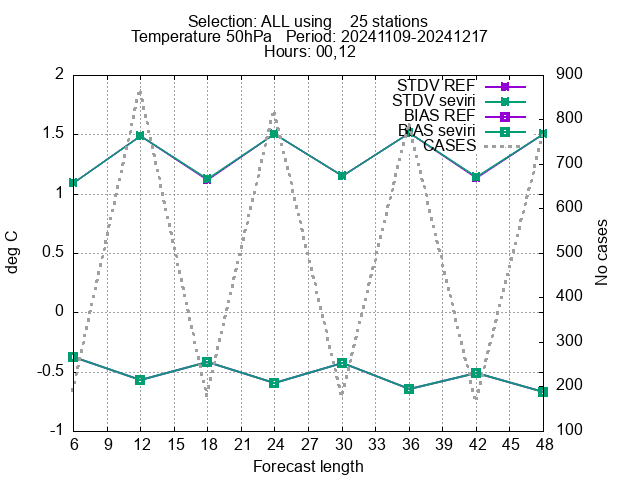 Selection: ALL using    25 stations
Temperature 50hPa   Period: 20241109-20241217
Hours: 00,12
STDV REF
STDV seviri
BIAS REF
BIAS seviri
CASES
2
1.5
1
0.5
0
-0.5
-1
deg C
900
800
700
600
500
400
300
200
100
No cases
6 9 12 15 18 21 24 27 30 33 36 39 42 45 48
Forecast length